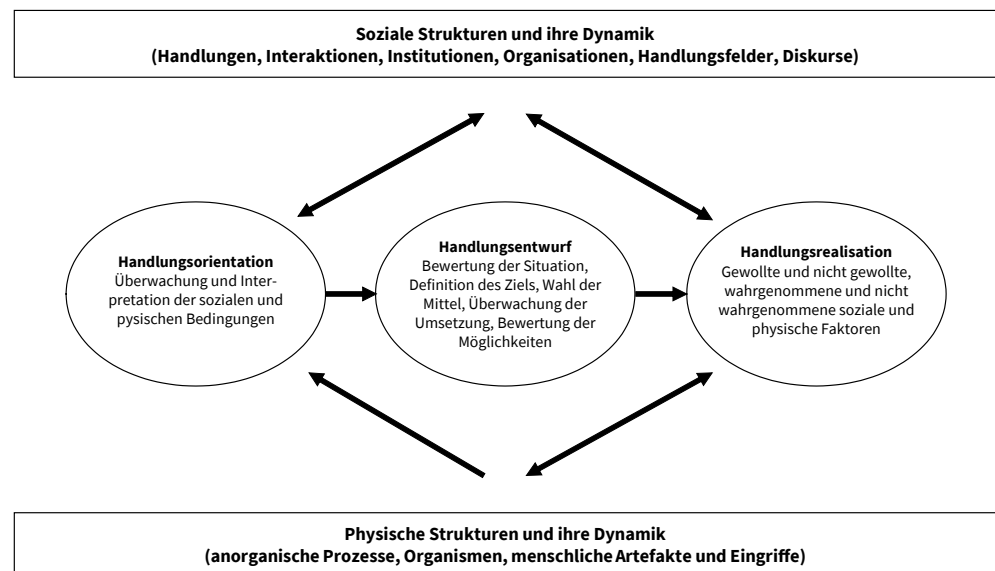 Soziale Strukturen und ihre Dynamik
(Handlungen, Interaktionen, Institutionen, Organisationen, Handlungsfelder, Diskurse)
Handlungsorientation
Überwachung und Inter-
pretation der sozialen und
pysischen Bedingungen
Handlungsentwurf
Bewertung der Situation,
Definition des Ziels, Wahl der
Mittel, Überwachung der
Umsetzung, Bewertung der
Möglichkeiten
Handlungsrealisation
Gewollte und nicht gewollte,
wahrgenommene und nicht
wahrgenommene soziale und
physische Faktoren
Physische Strukturen und ihre Dynamik
(anorganische Prozesse, Organismen, menschliche Artefakte und Eingriffe)